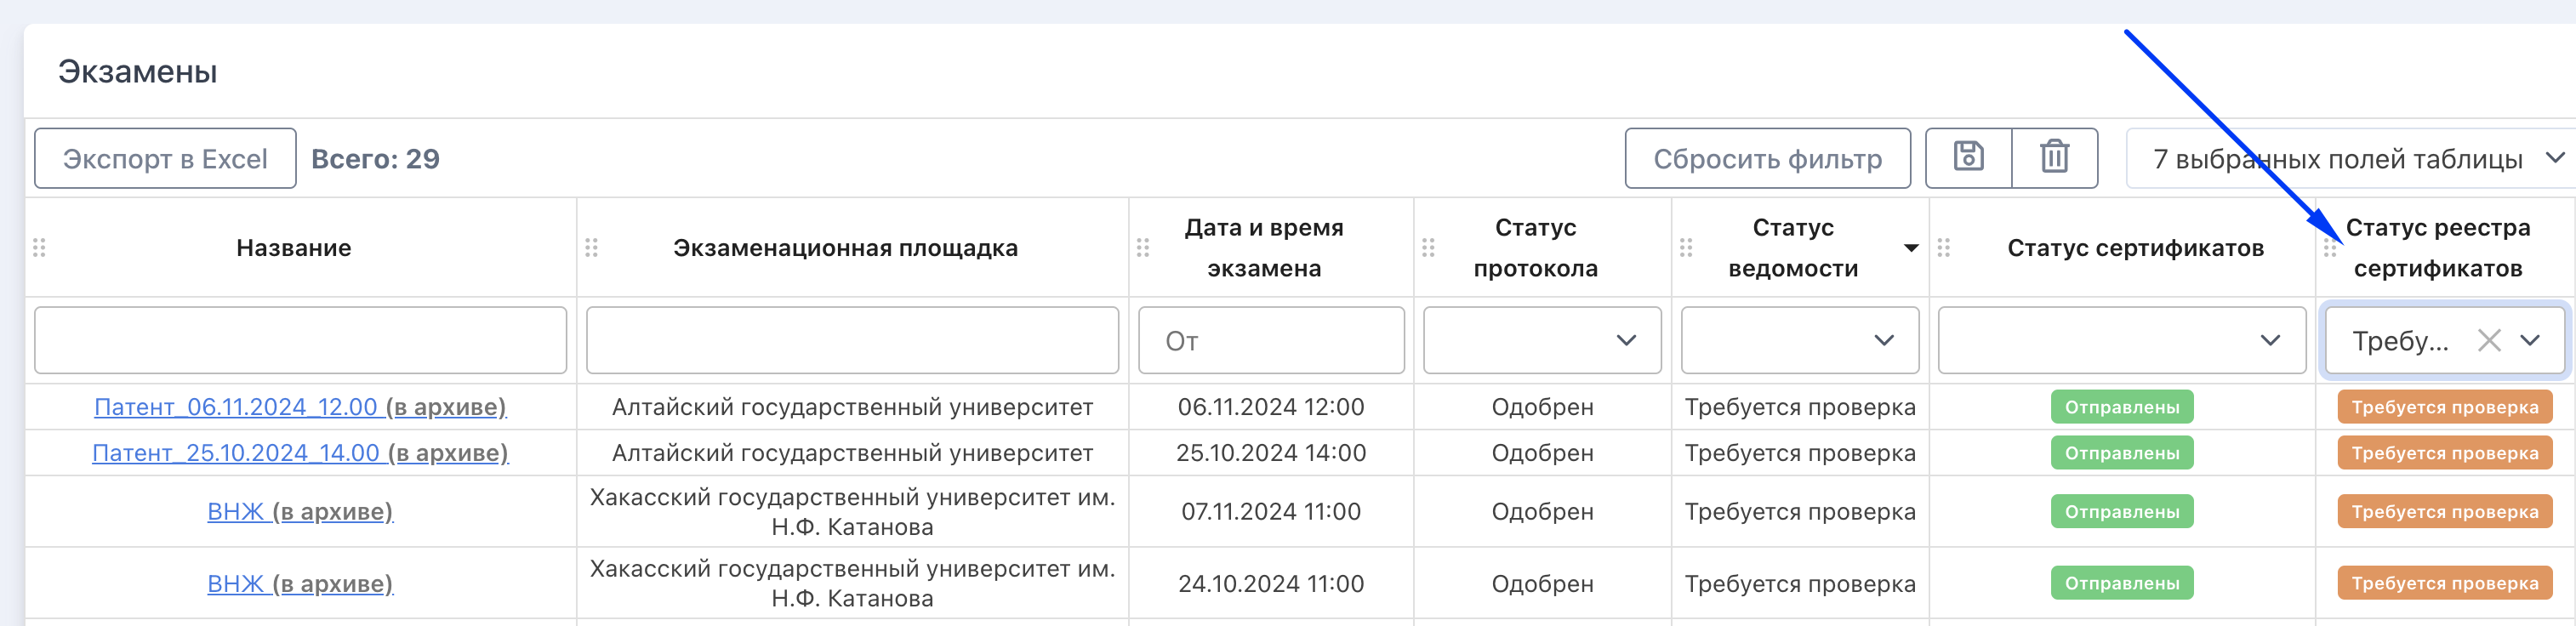 Экзамены
Экспорт в Excel
Всего: 29
Сбросить фильтр
7 выбранных полей таблицы
Название
Экзаменационная площадка
Дата и время
экзамена
Статус
протокола
Статус
ведомости
Статус сертификатов
Статус реестра
сертификатов
От
Требу...
Патент_06.11.2024_12.00 (в архиве)
Алтайский государственный университет
06.11.2024 12:00
Одобрен
Требуется проверка
Отправлены
Требуется проверка
Патент_25.10.2024_14.00 (в архиве)
Алтайский государственный университет
25.10.2024 14:00
Одобрен
Требуется проверка
Отправлены
Требуется проверка
ВНЖ (в архиве)
Хакасский государственный университет им.
Н.Ф. Катанова
07.11.2024 11:00
Одобрен
Требуется проверка
Отправлены
Требуется проверка
ВНЖ (в архиве)
Хакасский государственный университет им.
Н.Ф. Катанова
24.10.2024 11:00
Одобрен
Требуется проверка
Отправлены
Требуется проверка